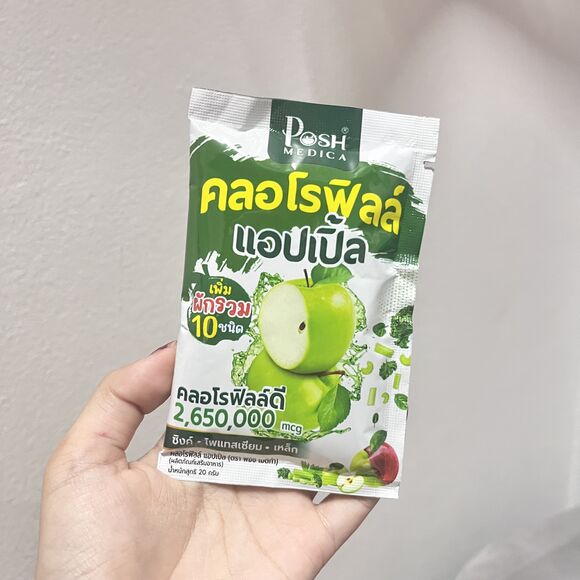 POSH®
MEDICA
คลอโรฟิลล์
แอปเปิ้ล
เพิ่ม
ผักรวม
10 ชนิด
คลอโรฟิลล์ดี
2,650,000 mcg
ซิงค์ - โพแทสเซียม - เหล็ก
คลอโรฟิลล์ แอปเปิ้ล (ตรา พอช เมดิก้า)
(ผลิตภัณฑ์เสริมอาหาร)
น้ำหนักสุทธิ 20 กรัม